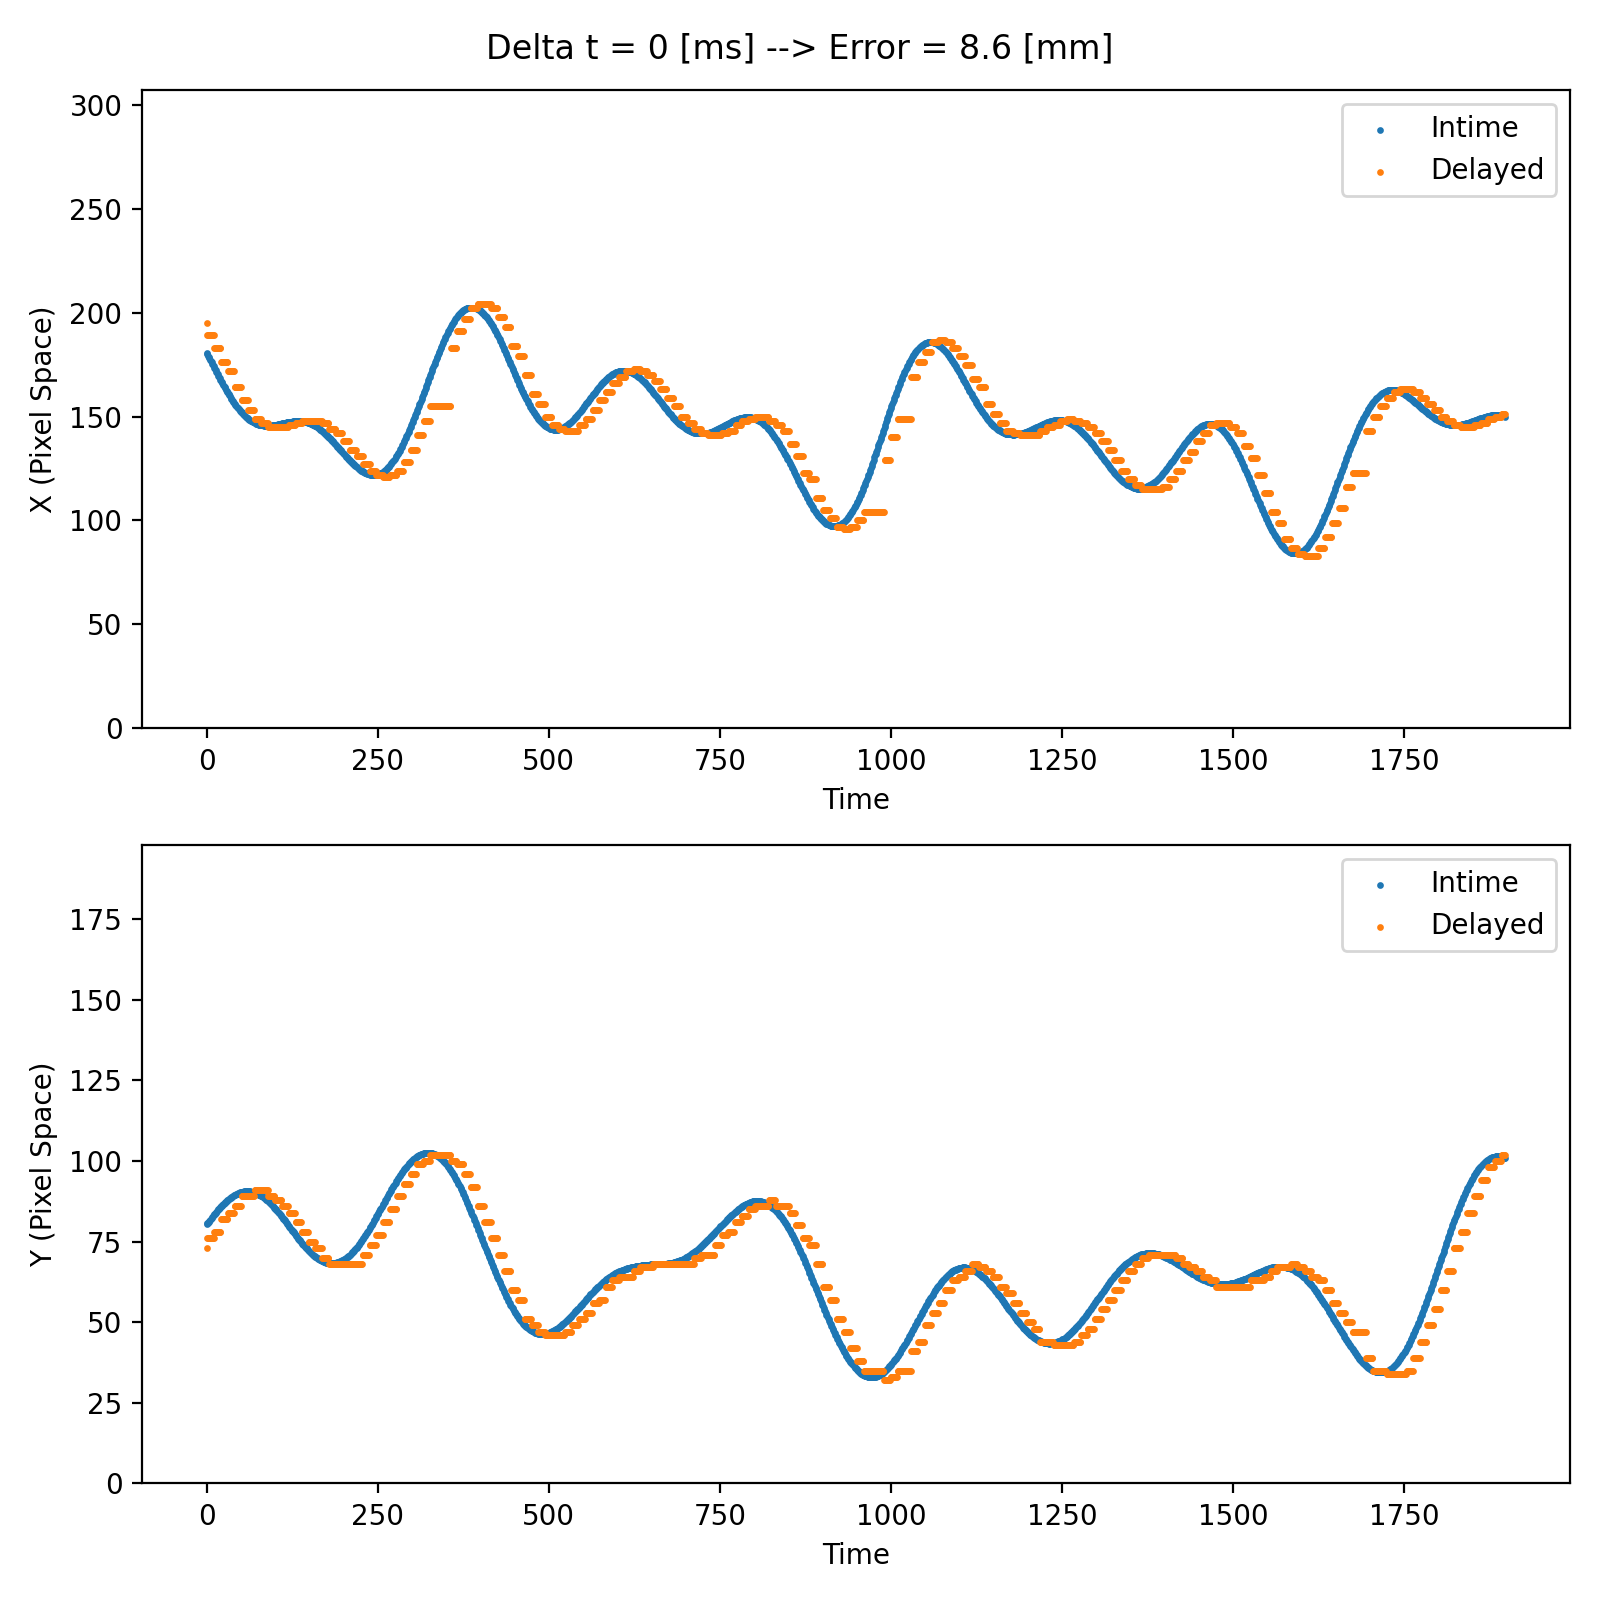 Delta t = 0 [ms] --> Error = 8.6 [mm]
300
250
200
150
100
50
0
X (Pixel Space)
Intime
Delayed
0 250 500 750 1000 1250 1500 1750
Time
175
150
125
100
75
50
25
0
Y (Pixel Space)
Intime
Delayed
0 250 500 750 1000 1250 1500 1750
Time